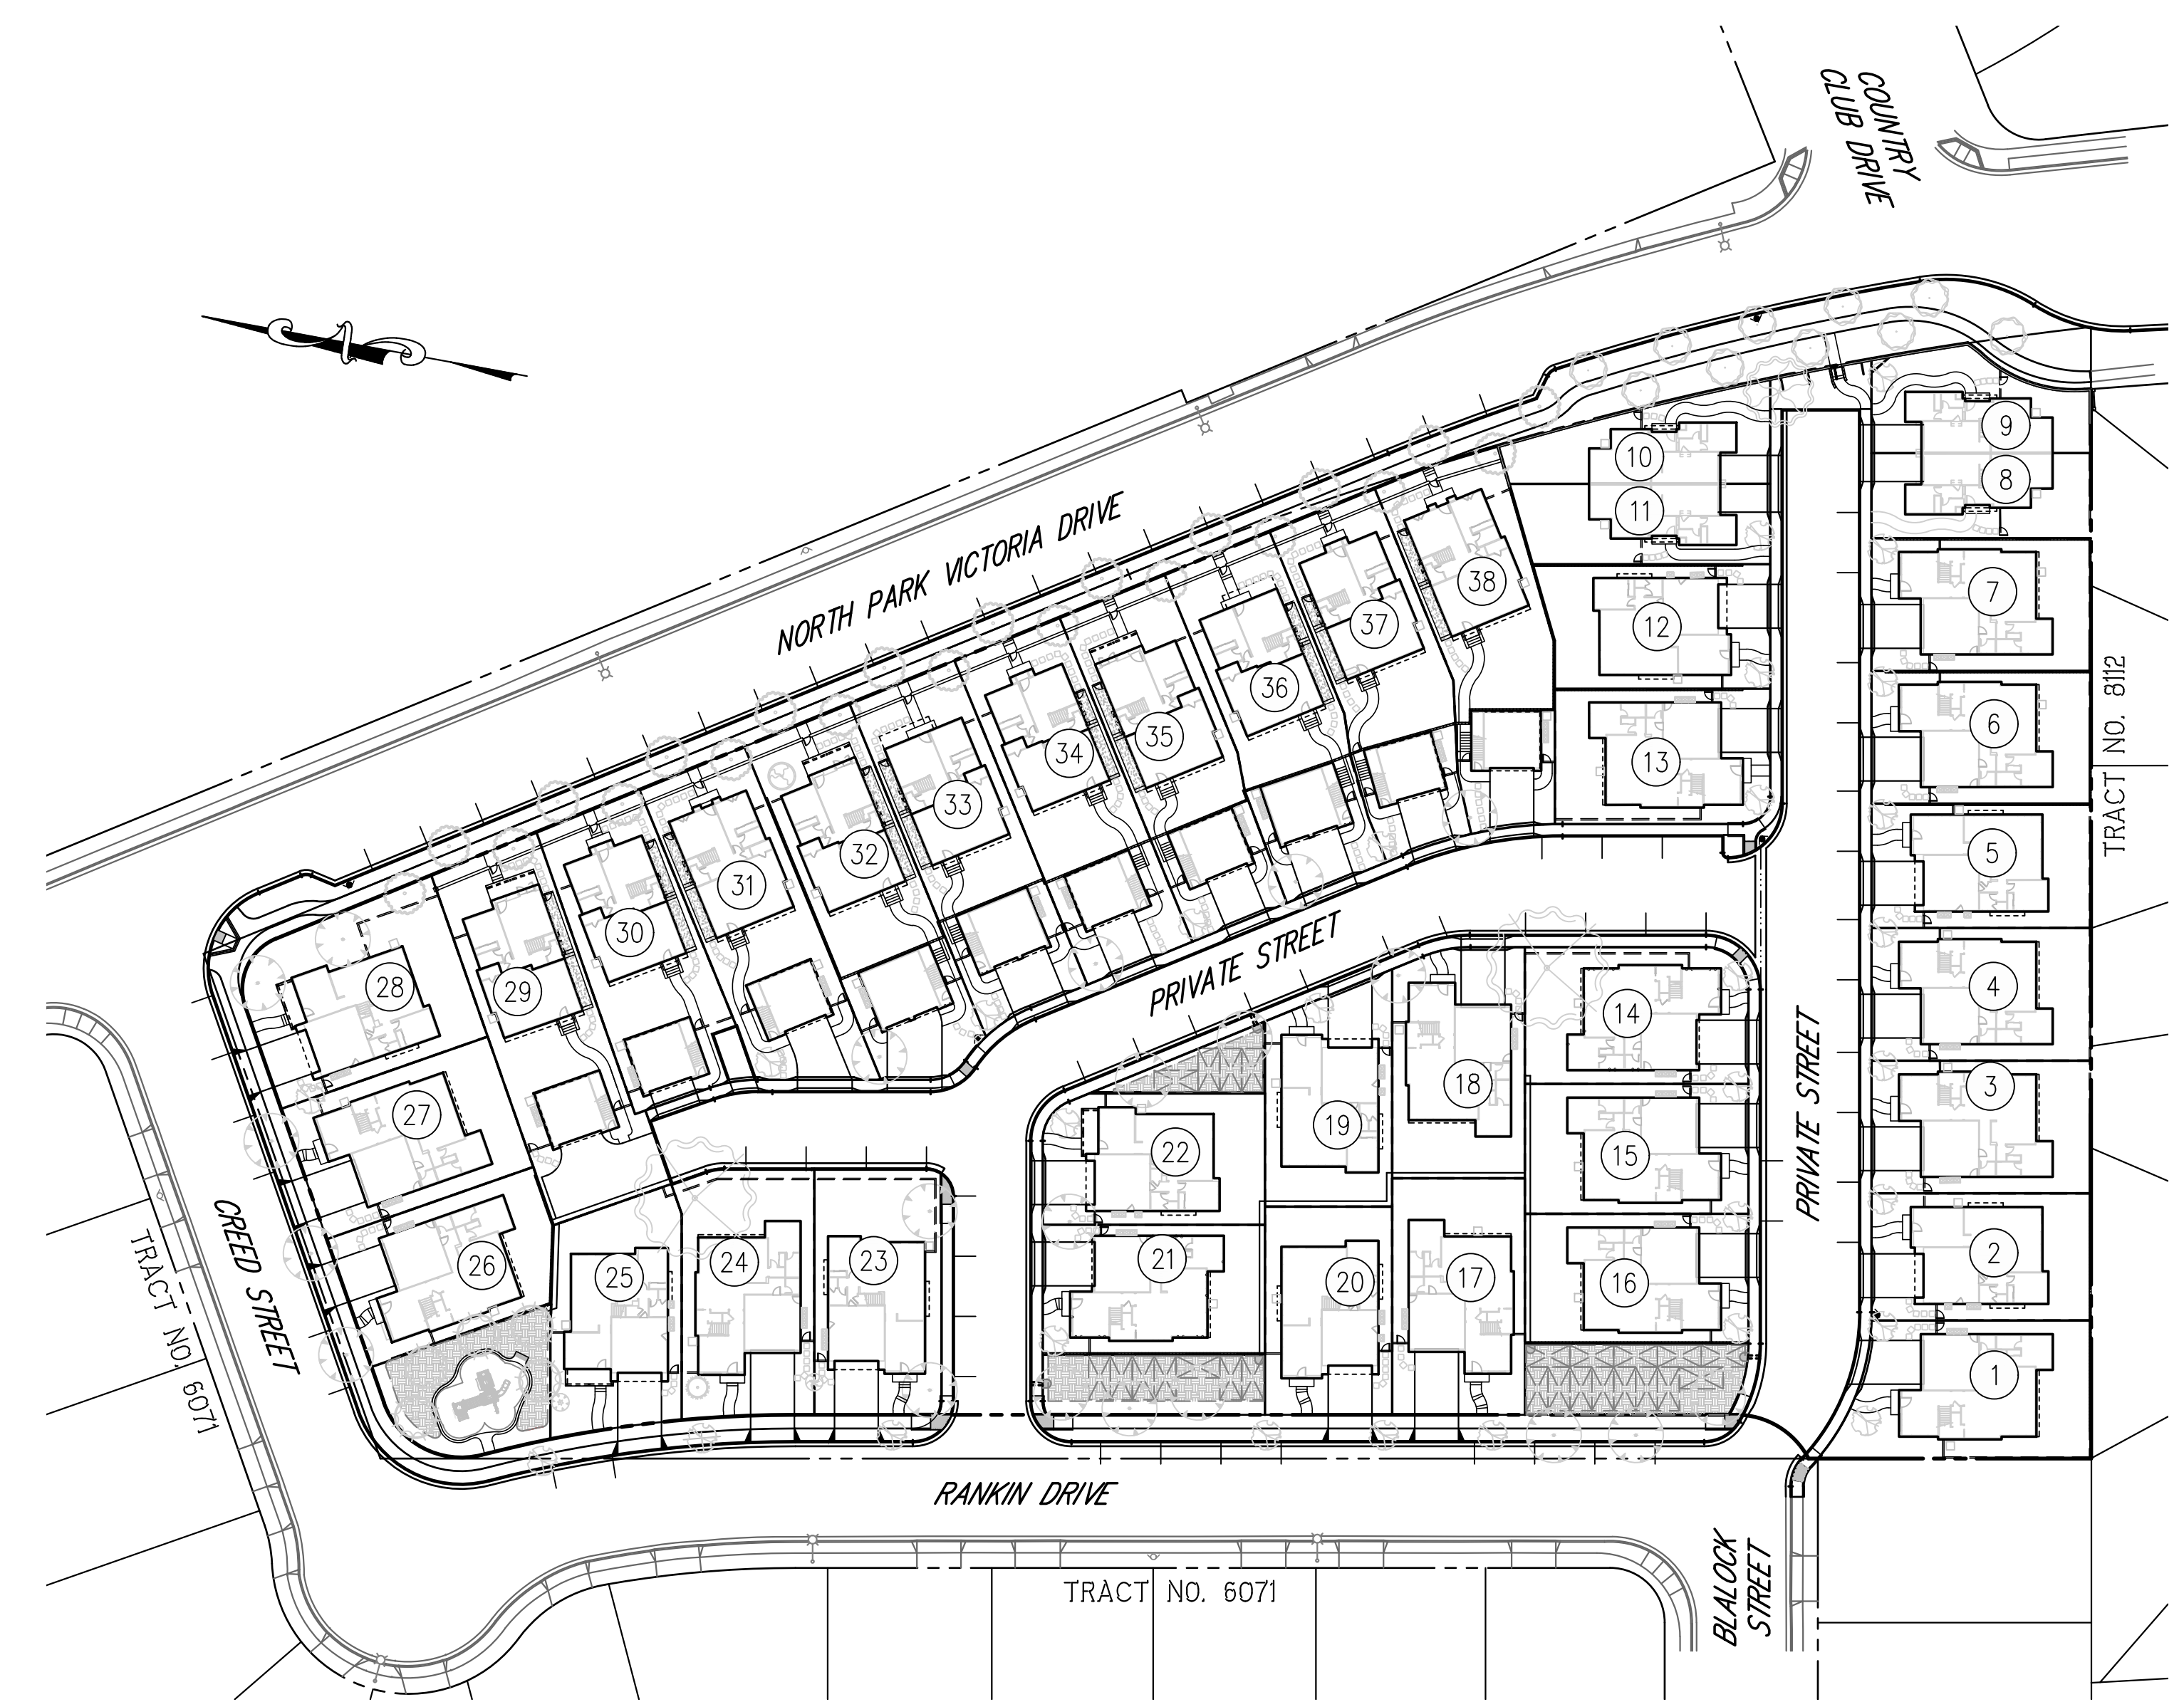 COUNTRY
CLUB DRIVE
N
NORTH PARK VICTORIA DRIVE
9
10
8
11
38
7
12
37
36
6
35
13
34
33
5
32
31
30
29
28
4
PRIVATE STREET
14
18
3
27
19
15
22
PRIVATE STREET
TRACT NO. 8112
2
21
23
24
25
26
20
17
16
1
CREED STREET
TRACT NO. 6071
RANKIN DRIVE
TRACT NO. 6071
BLALOCK
STREET